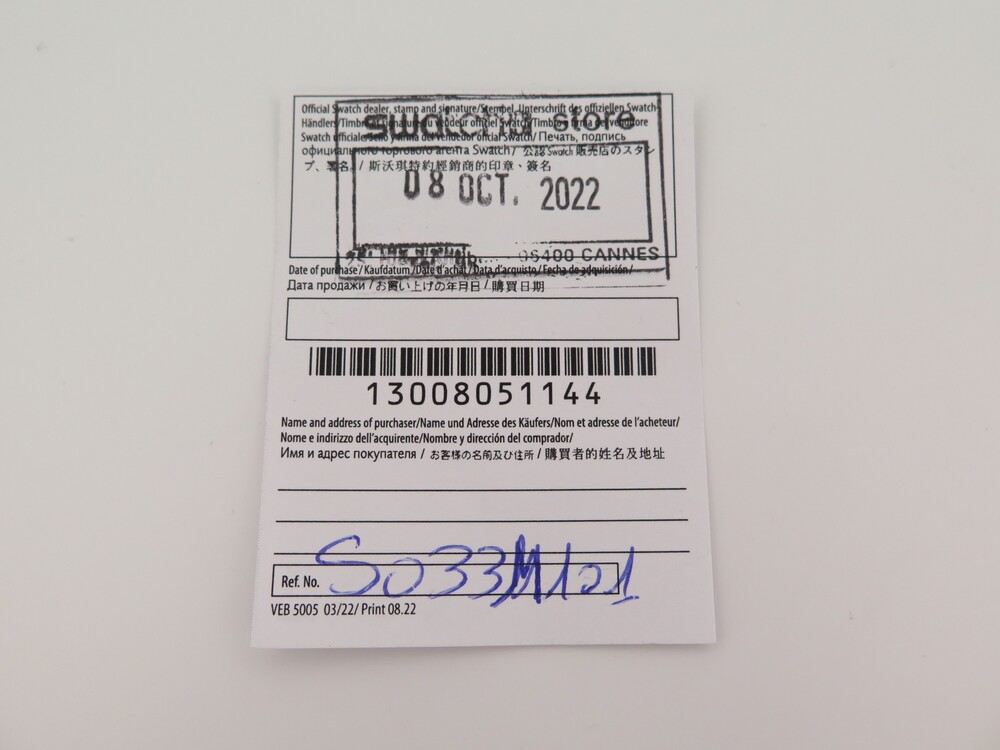 Official Swatch dealer, stamp and signature/Stempel, Unterschrift des offiziellen Swatch-
Händlers/Timbre et signature du vendeur officiel Swatch/Timbro e firma del venditore
Swatch ufficiale/Sello y firma del vendedor oficial Swatch/ Печать, подпись
официального торгового агента Swatch/ 公認 Swatch 販売店のスタン
プ、署名 / 斯沃琪特約經銷商的印章、簽名
swatch store
08 OCT. 2022
06400 CANNES
Date of purchase/Kaufdatum/Date d'achat/Data d'acquisto/Fecha de adquisición/
Дата продажи / お買い上げの年月日 / 購買日期
13008051144
Name and address of purchaser/Name und Adresse des Käufers/Nom et adresse de l'acheteur/
Nome e indirizzo dell'acquirente/Nombre y dirección del comprador/
Имя и адрес покупателя / お客様の名前及び住所 / 購買者的姓名及地址
Ref. No. SO33M101
VEB 5005 03/22/ Print 08.22